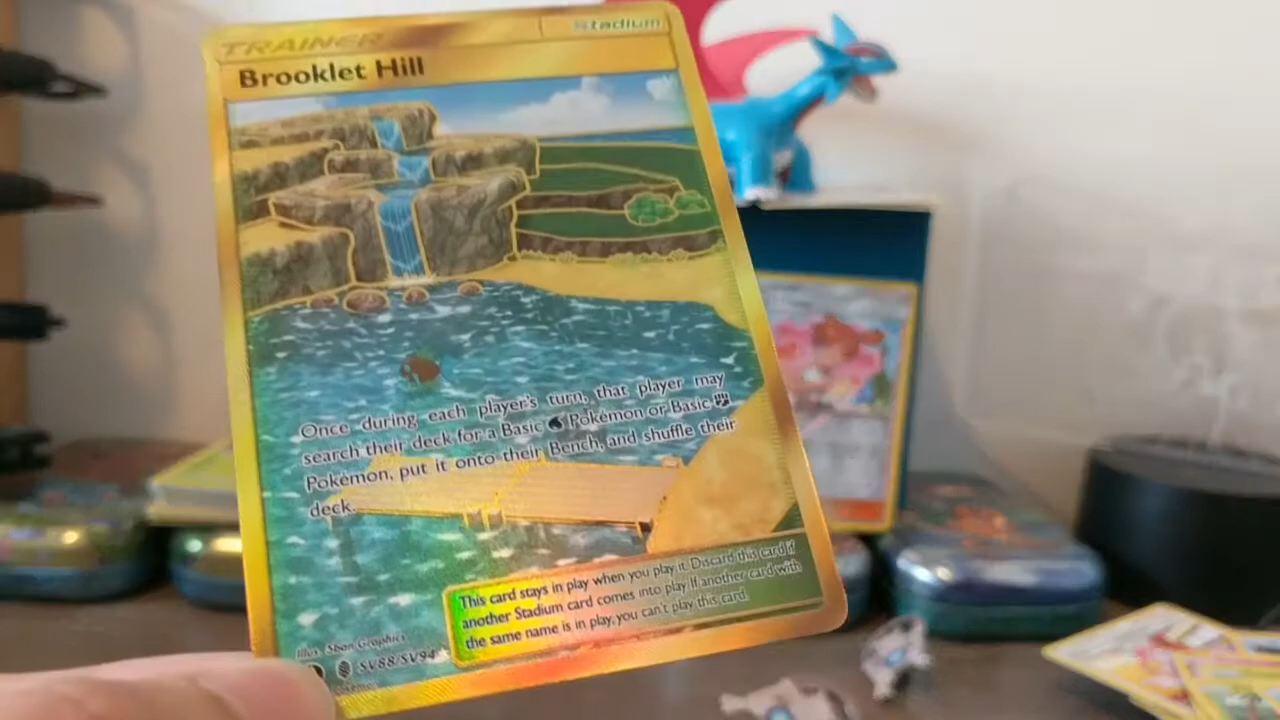 TRAINER
Stadium
Brooklet Hill
Once during each player's turn, that player may
search their deck for a Basic Pokémon or Basic
Pokémon, put it onto their Bench, and shuffle their
deck.
This card stays in play when you play it. Discard this card if
another Stadium card comes into play. If another card with
the same name is in play, you can't play this card.
Illus. 5ban Graphics
SV88/SV94